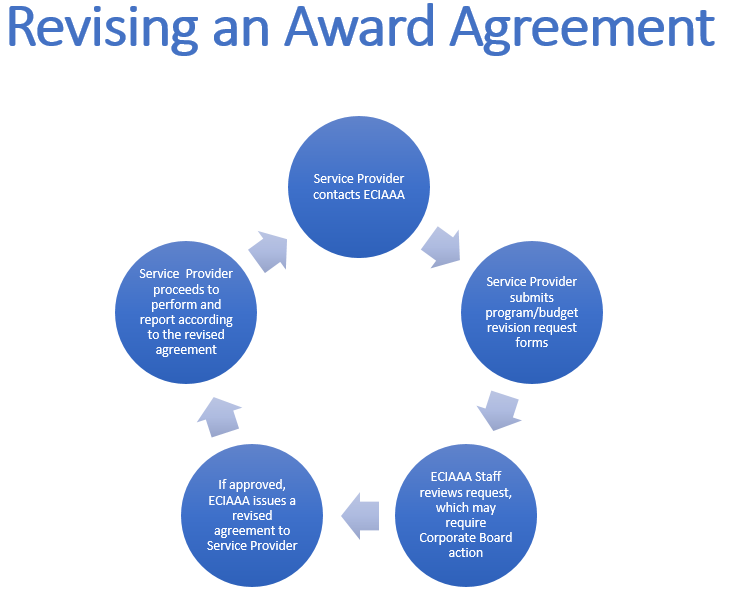 Revising an Award Agreement
Service Provider
contacts ECIAAA
Service Provider
submits
program/budget
revision request
forms
ECIAAA Staff
reviews request,
which may
require
Corporate Board
action
If approved,
ECIAAA issues a
revised
agreement to
Service Provider
Service  Provider
proceeds to
perform and
report according
to the revised
agreement